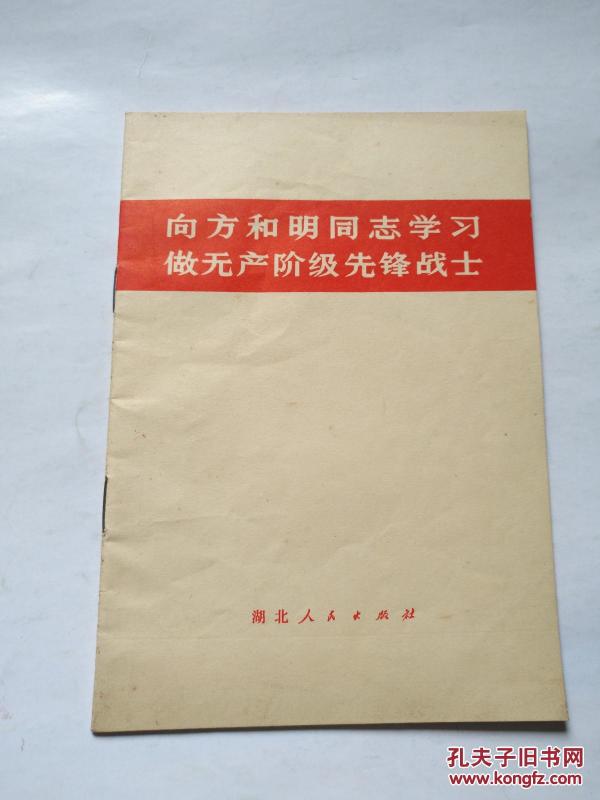 向方和明同志学习
做无产阶级先锋战士
湖北人民出版社
孔夫子旧书网
www.kongfz.com